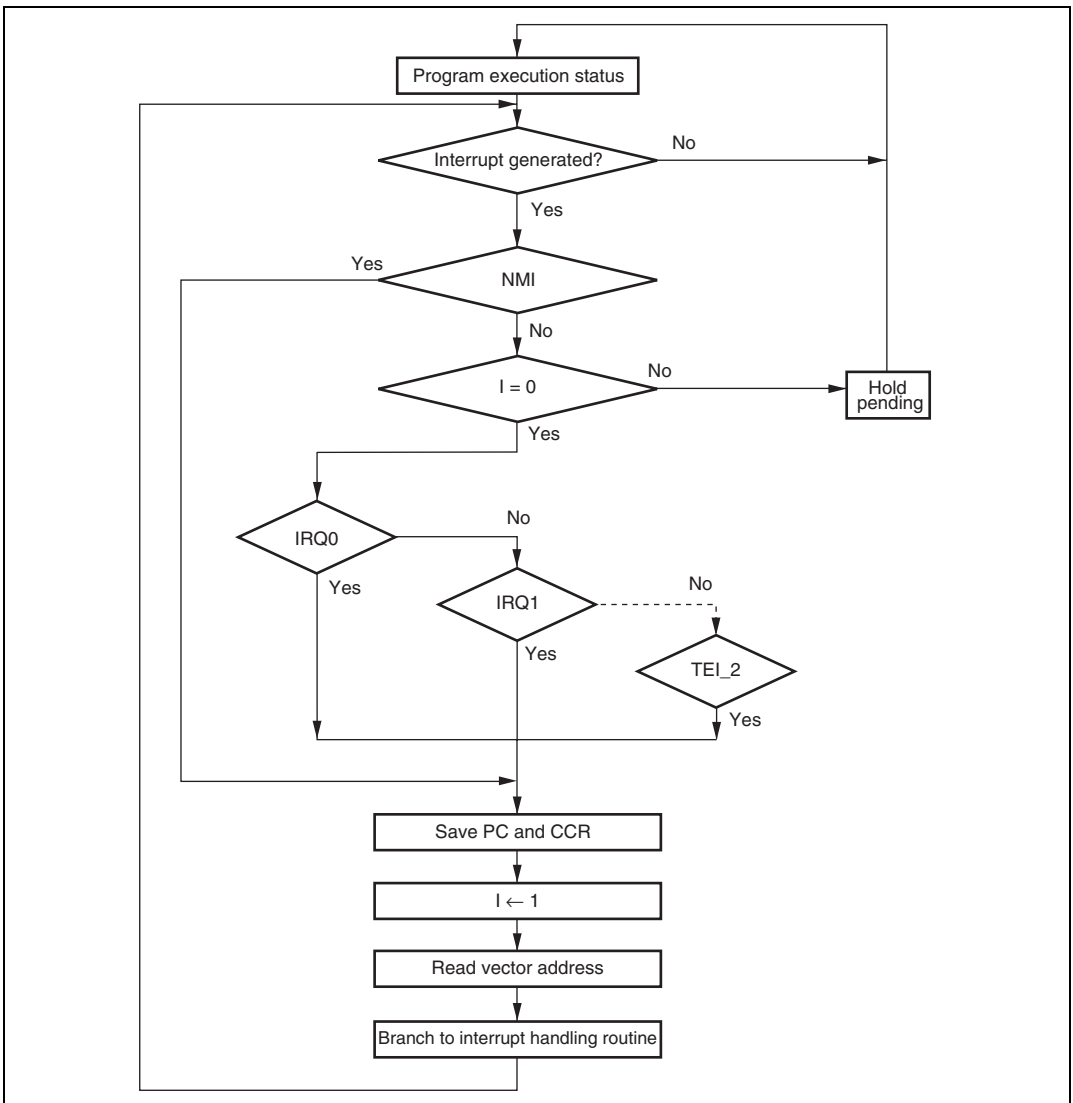 Program execution status
Interrupt generated?
No
Yes
Yes
NMI
No
I = 0
No
Hold
pending
Yes
IRQ0
No
Yes
IRQ1
No
Yes
TEI_2
Yes
Save PC and CCR
I ← 1
Read vector address
Branch to interrupt handling routine